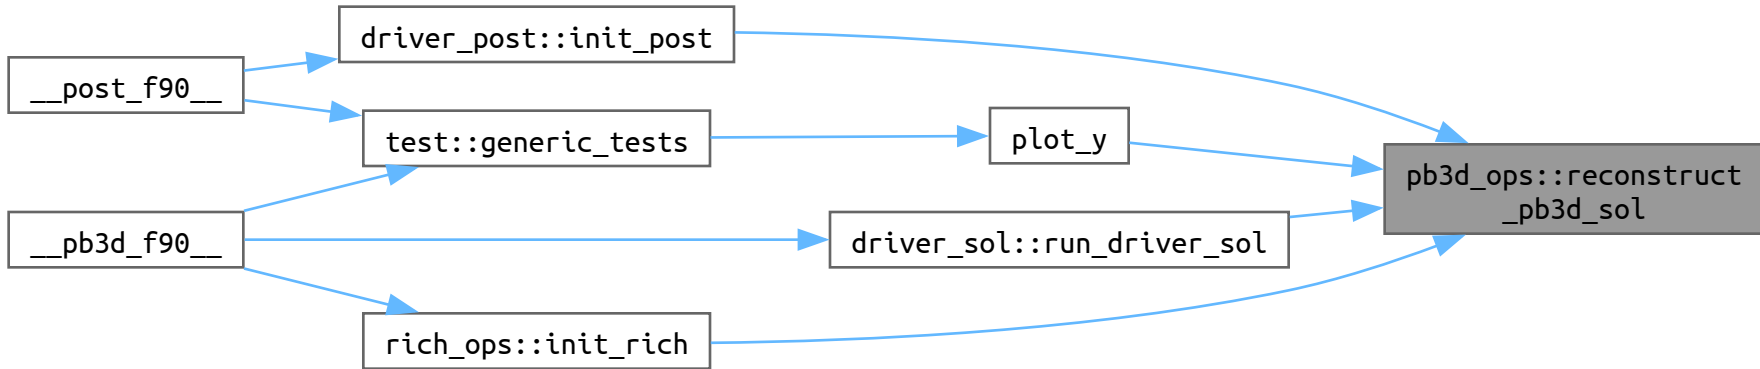 driver_post::init_post
__post_f90__
test::generic_tests
plot_y
pb3d_ops::reconstruct
_pb3d_sol
__pb3d_f90__
driver_sol::run_driver_sol
rich_ops::init_rich